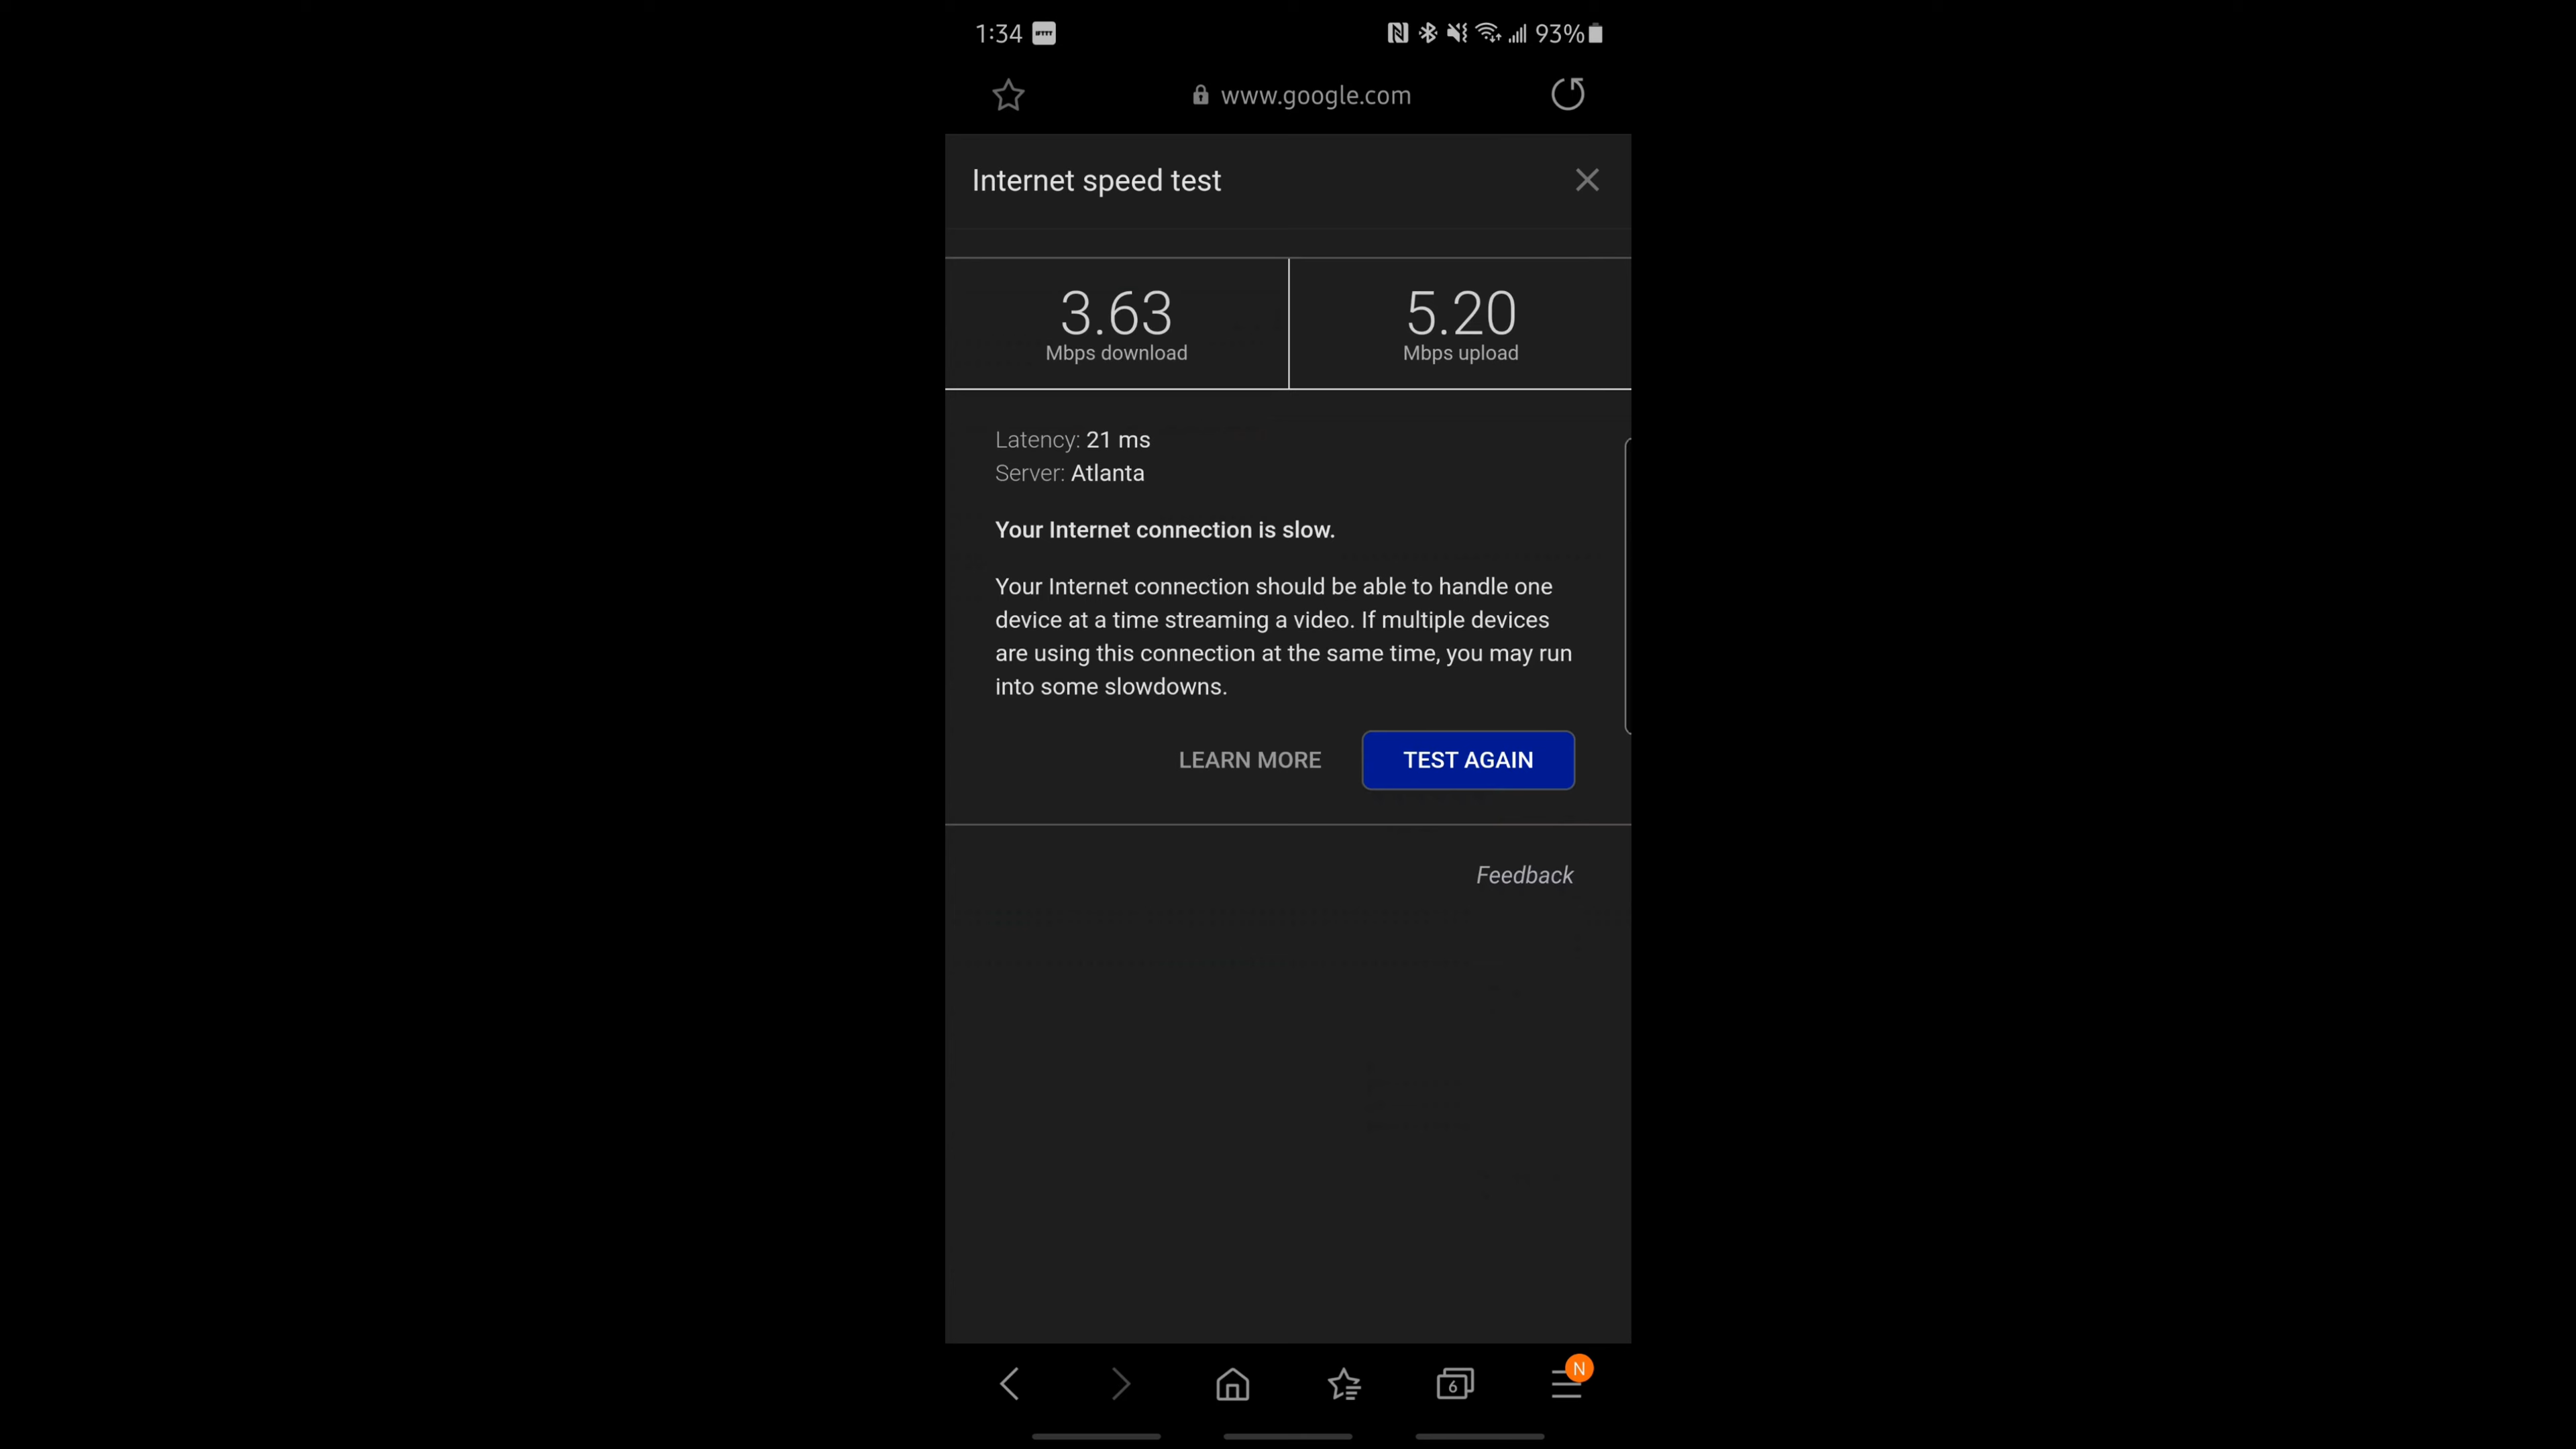 1:34 IFTTT 93%
www.google.com
Internet speed test
3.63 5.20
Mbps download Mbps upload
Latency: 21 ms
Server: Atlanta
Your Internet connection is slow.
Your Internet connection should be able to handle one
device at a time streaming a video. If multiple devices
are using this connection at the same time, you may run
into some slowdowns.
LEARN MORE TEST AGAIN
Feedback
6 N